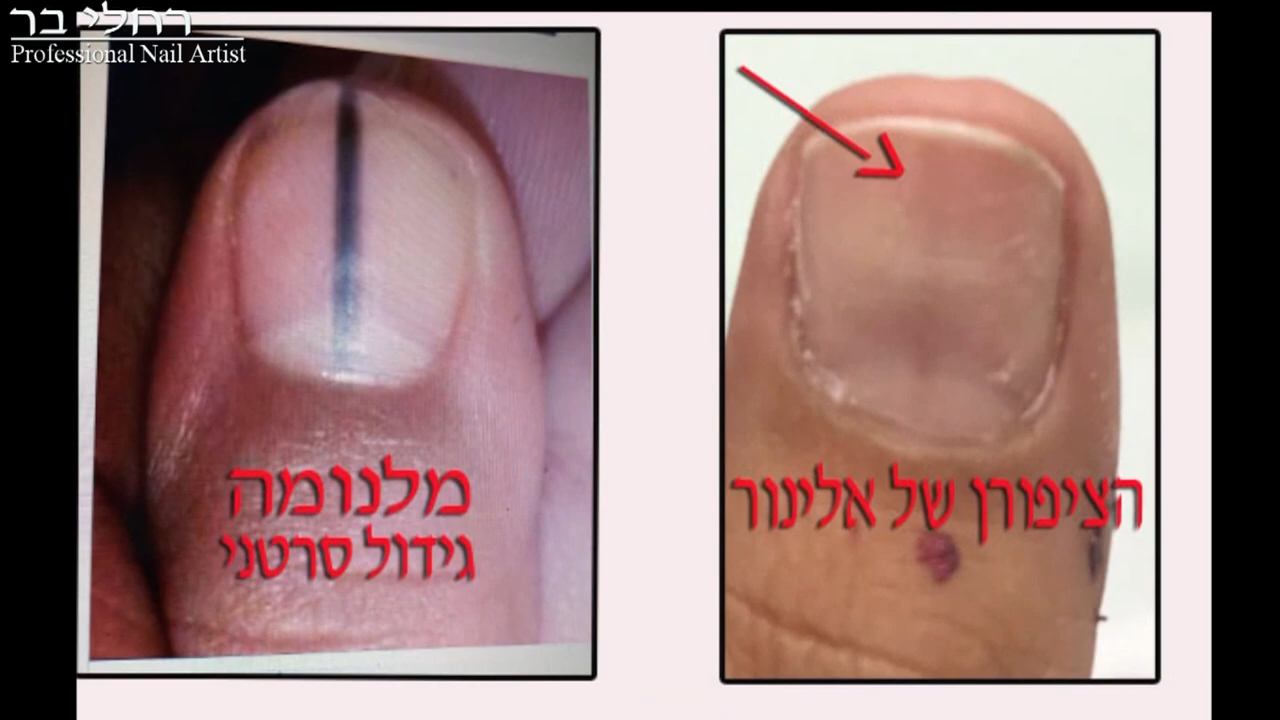 רחלי בר
Professional Nail Artist
מלנומה
גידול סרטני
הציפורן של אלינור